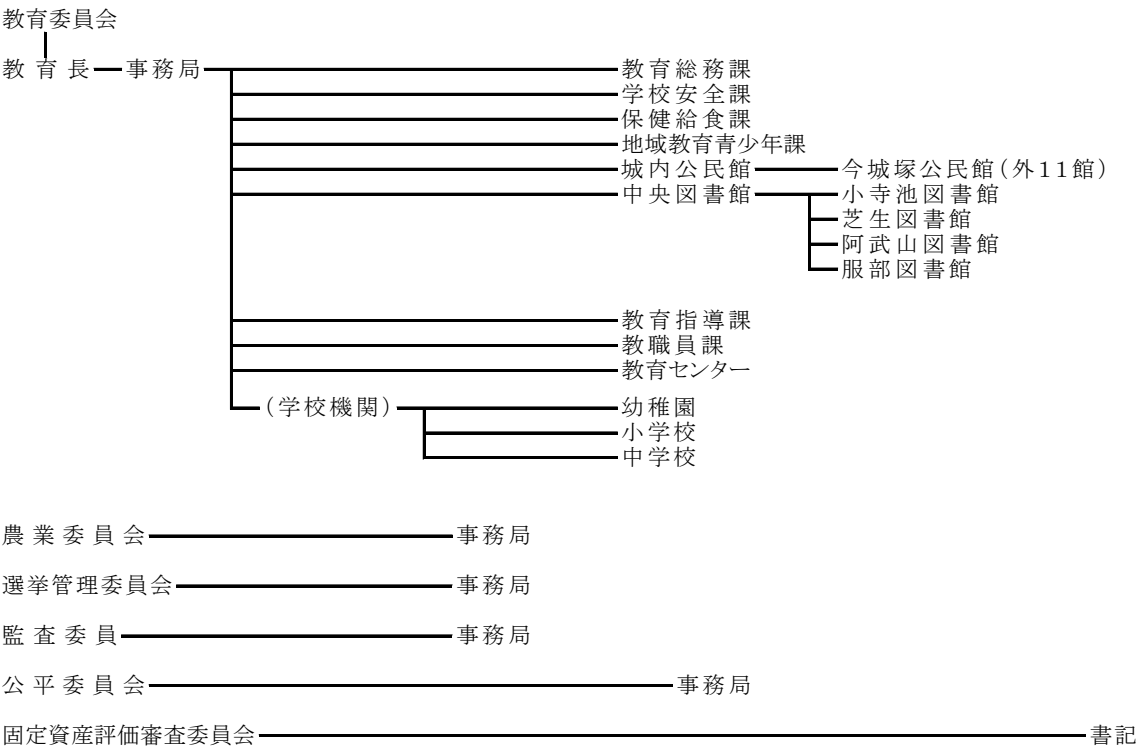 教育委員会
教育長 事務局 教育総務課
学校安全課
保健給食課
地域教育青少年課
城内公民館 今城塚公民館(外11館)
中央図書館 小寺池図書館
芝生図書館
阿武山図書館
服部図書館
教育指導課
教職員課
教育センター
(学校機関) 幼稚園
小学校
中学校
農業委員会 事務局
選挙管理委員会 事務局
監査委員 事務局
公平委員会 事務局
固定資産評価審査委員会 書記